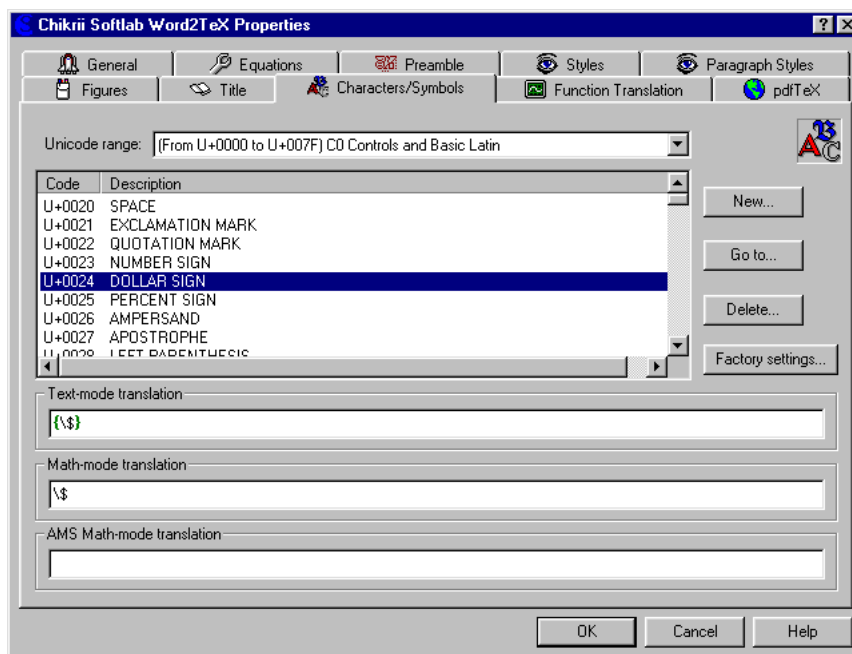 Chikrii Softlab Word2TeX Properties
General Equations Preamble Styles Paragraph Styles
Figures Title Characters/Symbols Function Translation pdfTeX
Unicode range: (From U+0000 to U+007F) C0 Controls and Basic Latin
Code Description
U+0020 SPACE
U+0021 EXCLAMATION MARK
U+0022 QUOTATION MARK
U+0023 NUMBER SIGN
U+0024 DOLLAR SIGN
U+0025 PERCENT SIGN
U+0026 AMPERSAND
U+0027 APOSTROPHE
U+0028 LEFT PARENTHESIS
New...
Go to...
Delete...
Factory settings...
Text-mode translation
{\$}
Math-mode translation
\$
AMS Math-mode translation
OK Cancel Help